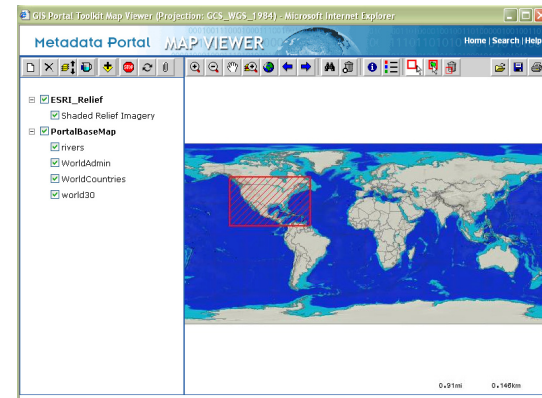 GIS Portal Toolkit Map Viewer (Projection: GCS_WGS_1984) - Microsoft Internet Explorer
Metadata Portal MAP VIEWER Home | Search | Help
STOP
ESRI_Relief
Shaded Relief Imagery
PortalBaseMap
rivers
WorldAdmin
WorldCountries
world30
0.91mi 0.146km